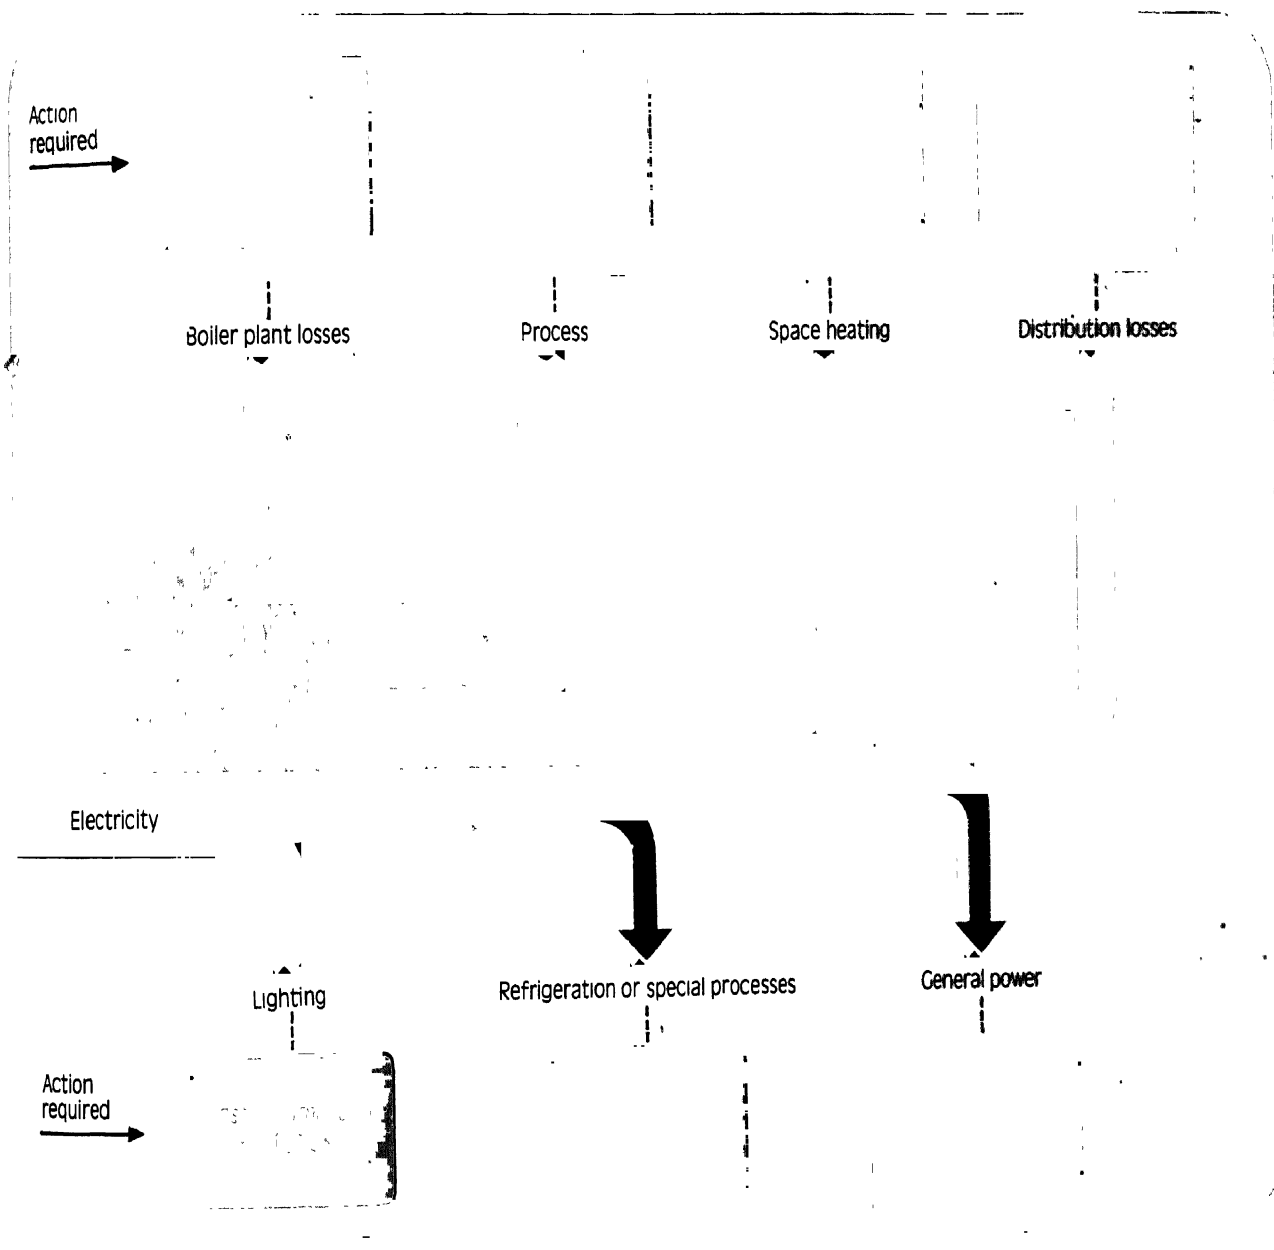 Action
required
Boiler plant losses
Process
Space heating
Distribution losses
Electricity
Lighting
Refrigeration or special processes
General power
Action
required